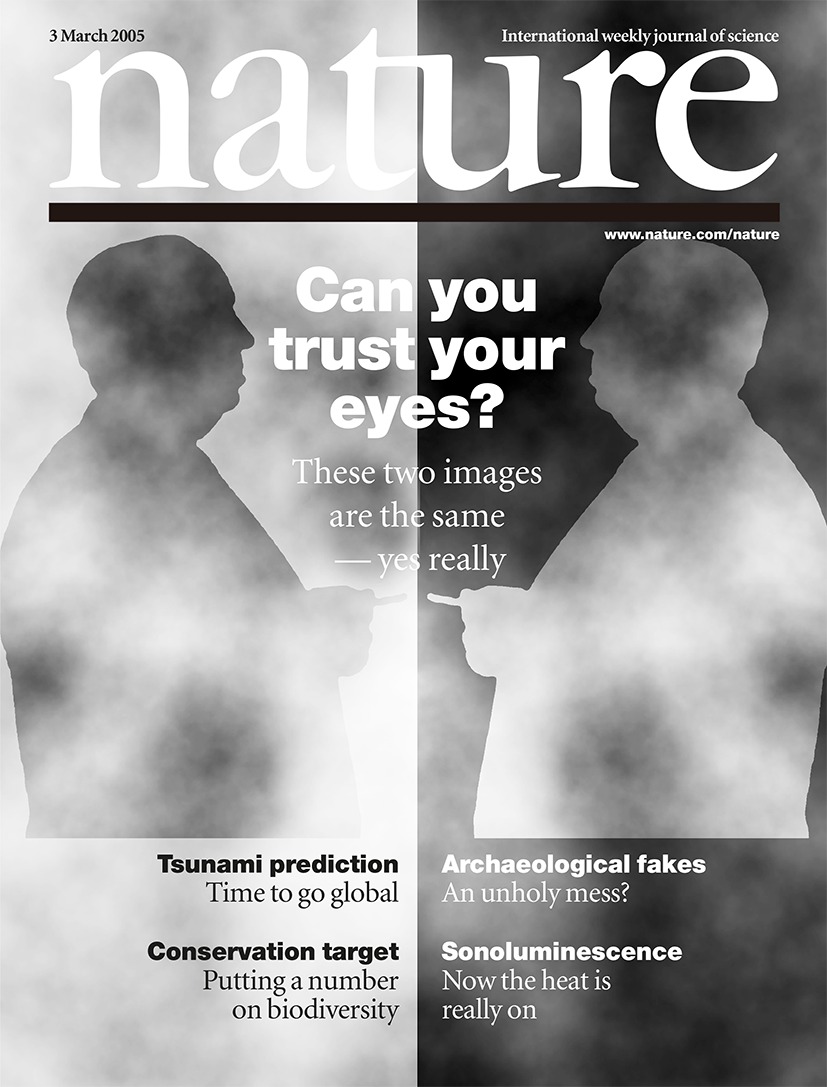 3 March 2005
International weekly journal of science
nature
www.nature.com/nature
Can you
trust your
eyes?
These two images
are the same
— yes really
Tsunami prediction
Time to go global
Conservation target
Putting a number
on biodiversity
Archaeological fakes
An unholy mess?
Sonoluminescence
Now the heat is
really on